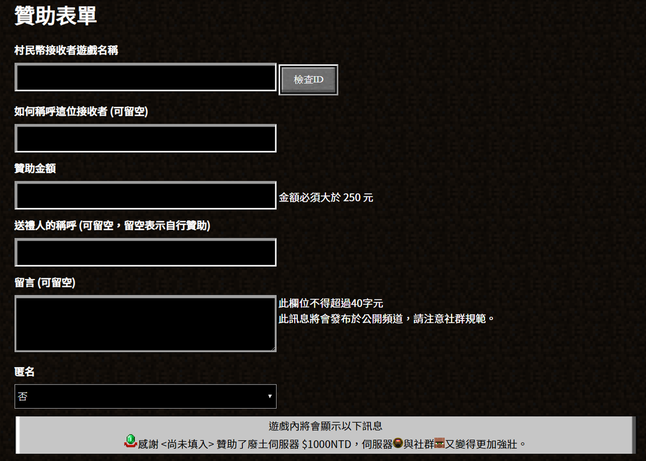 贊助表單
村民幣接收者遊戲名稱
檢查ID
如何稱呼這位接收者 (可留空)
贊助金額
金額必須大於 250 元
送禮人的稱呼 (可留空，留空表示自行贊助)
留言 (可留空)
此欄位不得超過40字元
此訊息將會發布於公開頻道，請注意社群規範。
匿名
否
遊戲內將會顯示以下訊息
感謝 <尚未填入> 贊助了廢土伺服器 $1000NTD，伺服器與社群又變得更加強壯。